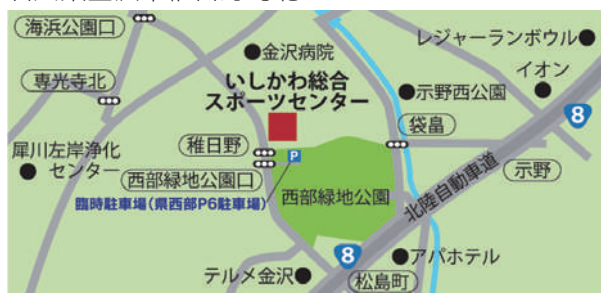 海浜公園口
金沢病院
レジャーランボウル
専光寺北
いしかわ総合
スポーツセンター
イオン
示野西公園
8
袋畠
稚日野
犀川左岸浄化
センター
P
西部緑地公園口
示野
臨時駐車場(県西部P6駐車場)
西部緑地公園
北陸自動車道
8
アパホテル
テルメ金沢
松島町